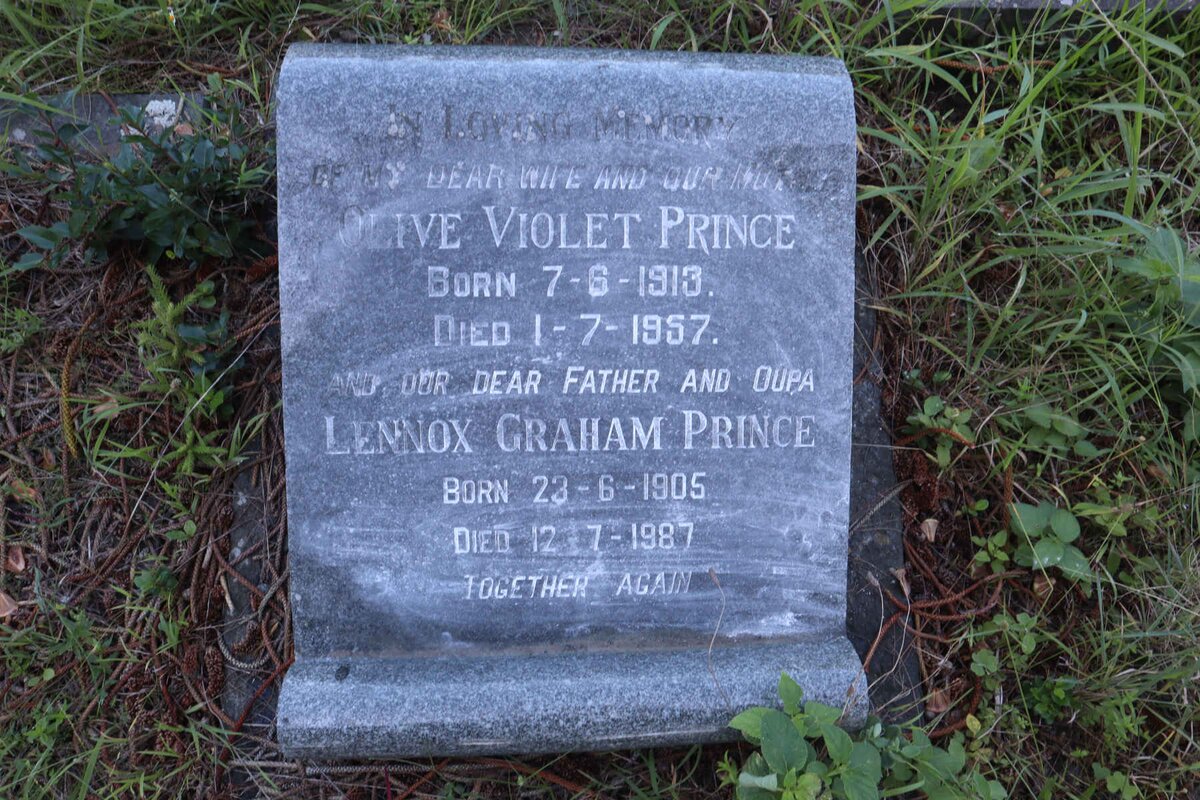 IN LOVING MEMORY
OF MY DEAR WIFE AND OUR MOTHER
OLIVE VIOLET PRINCE
BORN 7-6-1913.
DIED 1-7-1967.
AND OUR DEAR FATHER AND OUPA
LENNOX GRAHAM PRINCE
BORN 23-6-1905
DIED 12-7-1987
TOGETHER AGAIN